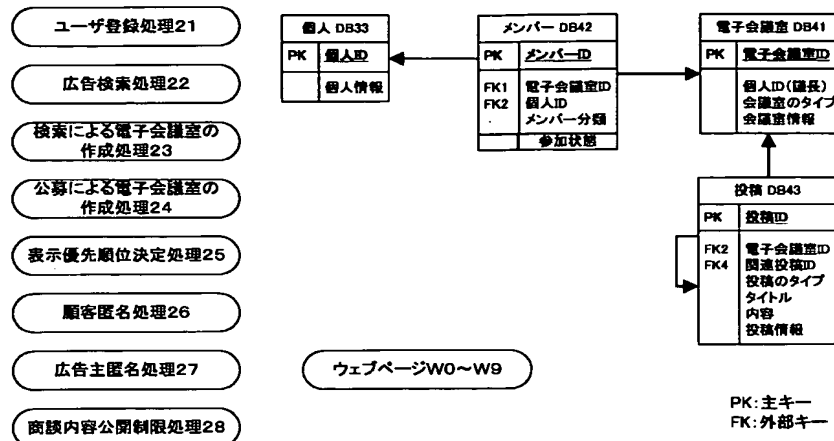 ユーザ登録処理21
広告検索処理22
検索による電子会議室の
作成処理23
公募による電子会議室の
作成処理24
表示優先順位決定処理25
顧客匿名処理26
広告主匿名処理27
商談内容公開制限処理28
個人 DB33
PK 個人ID
個人情報
メンバー DB42
PK メンバーID
FK1 電子会議室ID
FK2 個人ID
メンバー分類
参加状態
電子会議室 DB41
PK 電子会議室ID
個人ID(議長)
会議室のタイプ
会議室情報
投稿 DB43
PK 投稿ID
FK2 電子会議室ID
FK4 関連投稿ID
投稿のタイプ
タイトル
内容
投稿情報
ウェブページW0～W9
PK:主キー
FK:外部キー